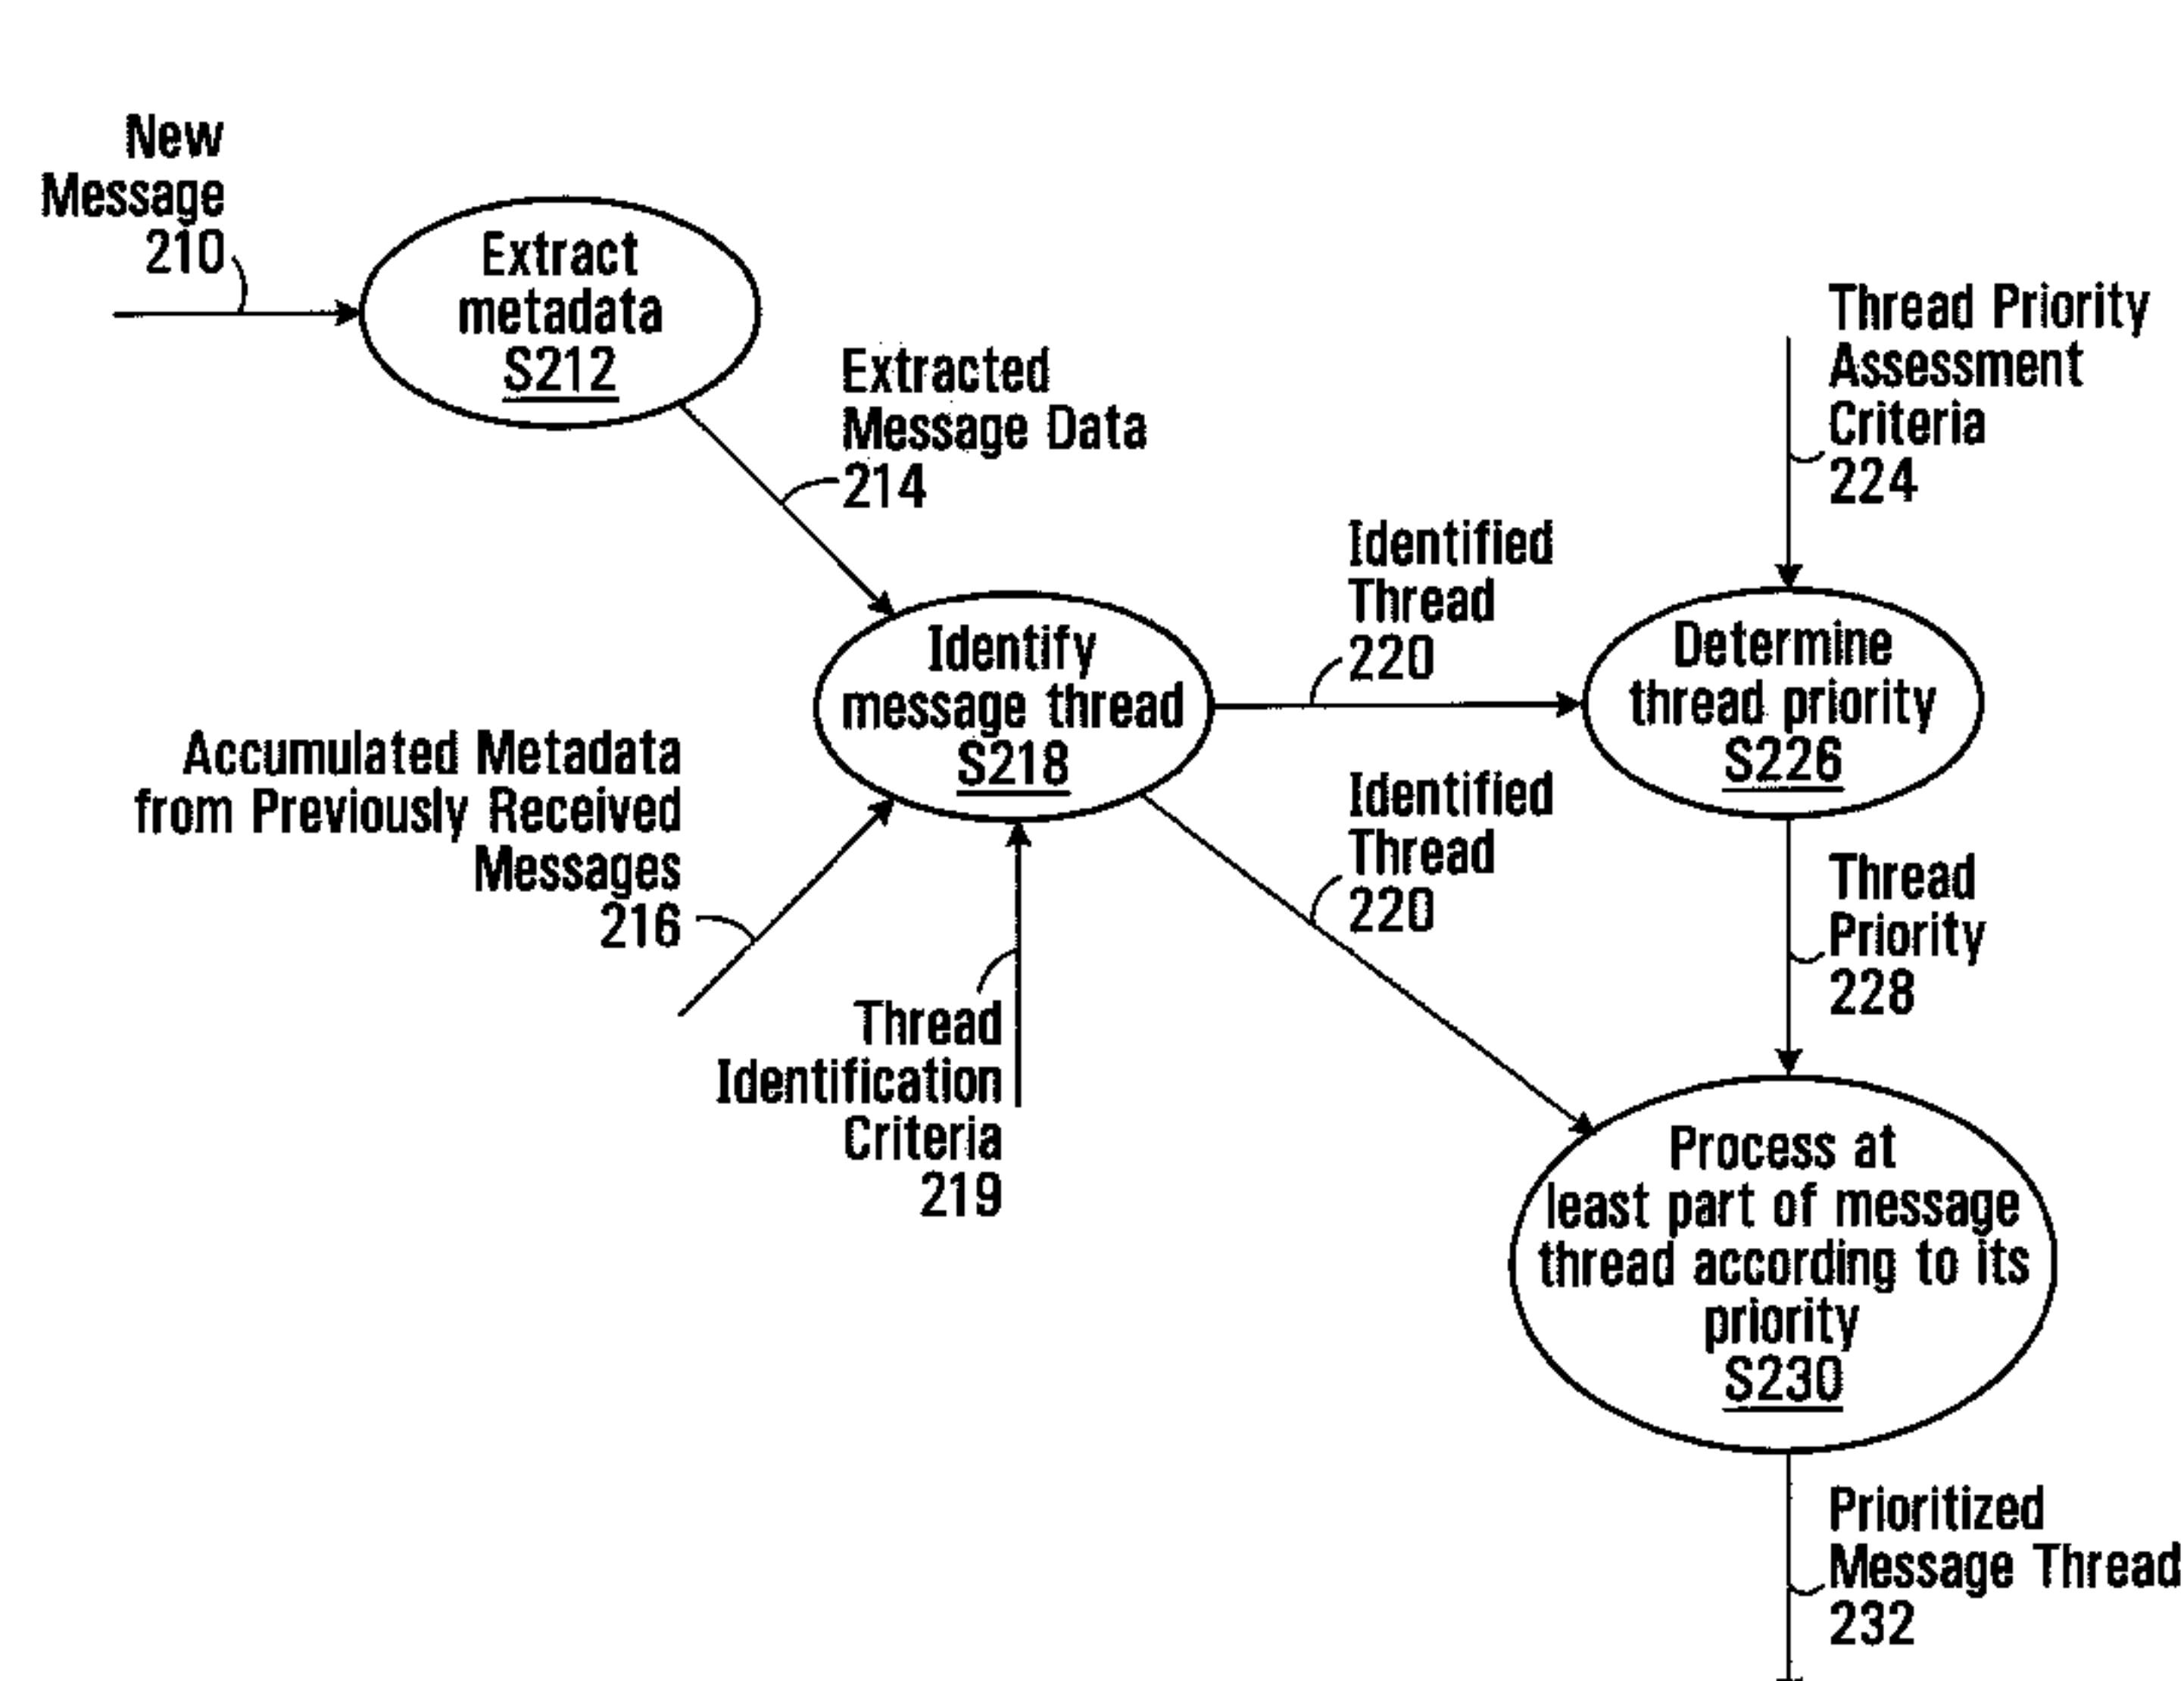 New
Message
210
Extract
metadata
S212
Extracted
Message Data
214
Thread Priority
Assessment
Criteria
224
Identified
Thread
220
Identify
message thread
S218
Determine
thread priority
S226
Accumulated Metadata
from Previously Received
Messages
216
Identified
Thread
220
Thread
Priority
228
Thread
Identification
Criteria
219
Process at
least part of message
thread according to its
priority
S230
Prioritized
Message Thread
232